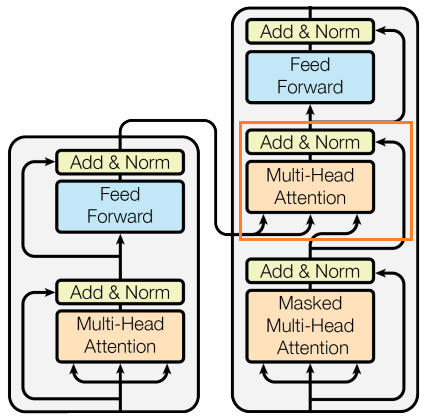 Add & Norm
Feed
Forward
Multi-Head
Attention
Add & Norm
Multi-Head
Attention
Add & Norm
Feed
Forward
Add & Norm
Add & Norm
Masked
Multi-Head
Attention